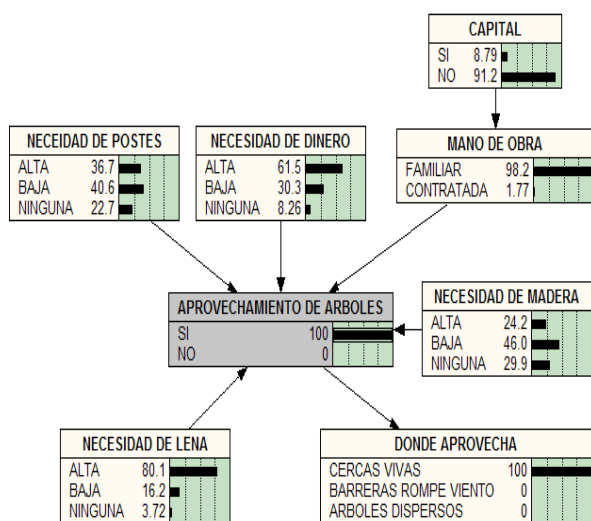 CAPITAL
SI 8.79
NO 91.2
NECEIDAD DE POSTES
ALTA 36.7
BAJA 40.6
NINGUNA 22.7
NECESIDAD DE DINERO
ALTA 61.5
BAJA 30.3
NINGUNA 8.26
MANO DE OBRA
FAMILIAR 98.2
CONTRATADA 1.77
APROVECHAMIENTO DE ARBOLES
SI 100
NO 0
NECESIDAD DE MADERA
ALTA 24.2
BAJA 46.0
NINGUNA 29.9
NECESIDAD DE LENA
ALTA 80.1
BAJA 16.2
NINGUNA 3.72
DONDE APROVECHA
CERCAS VIVAS 100
BARRERAS ROMPE VIENTO 0
ARBOLES DISPERSOS 0